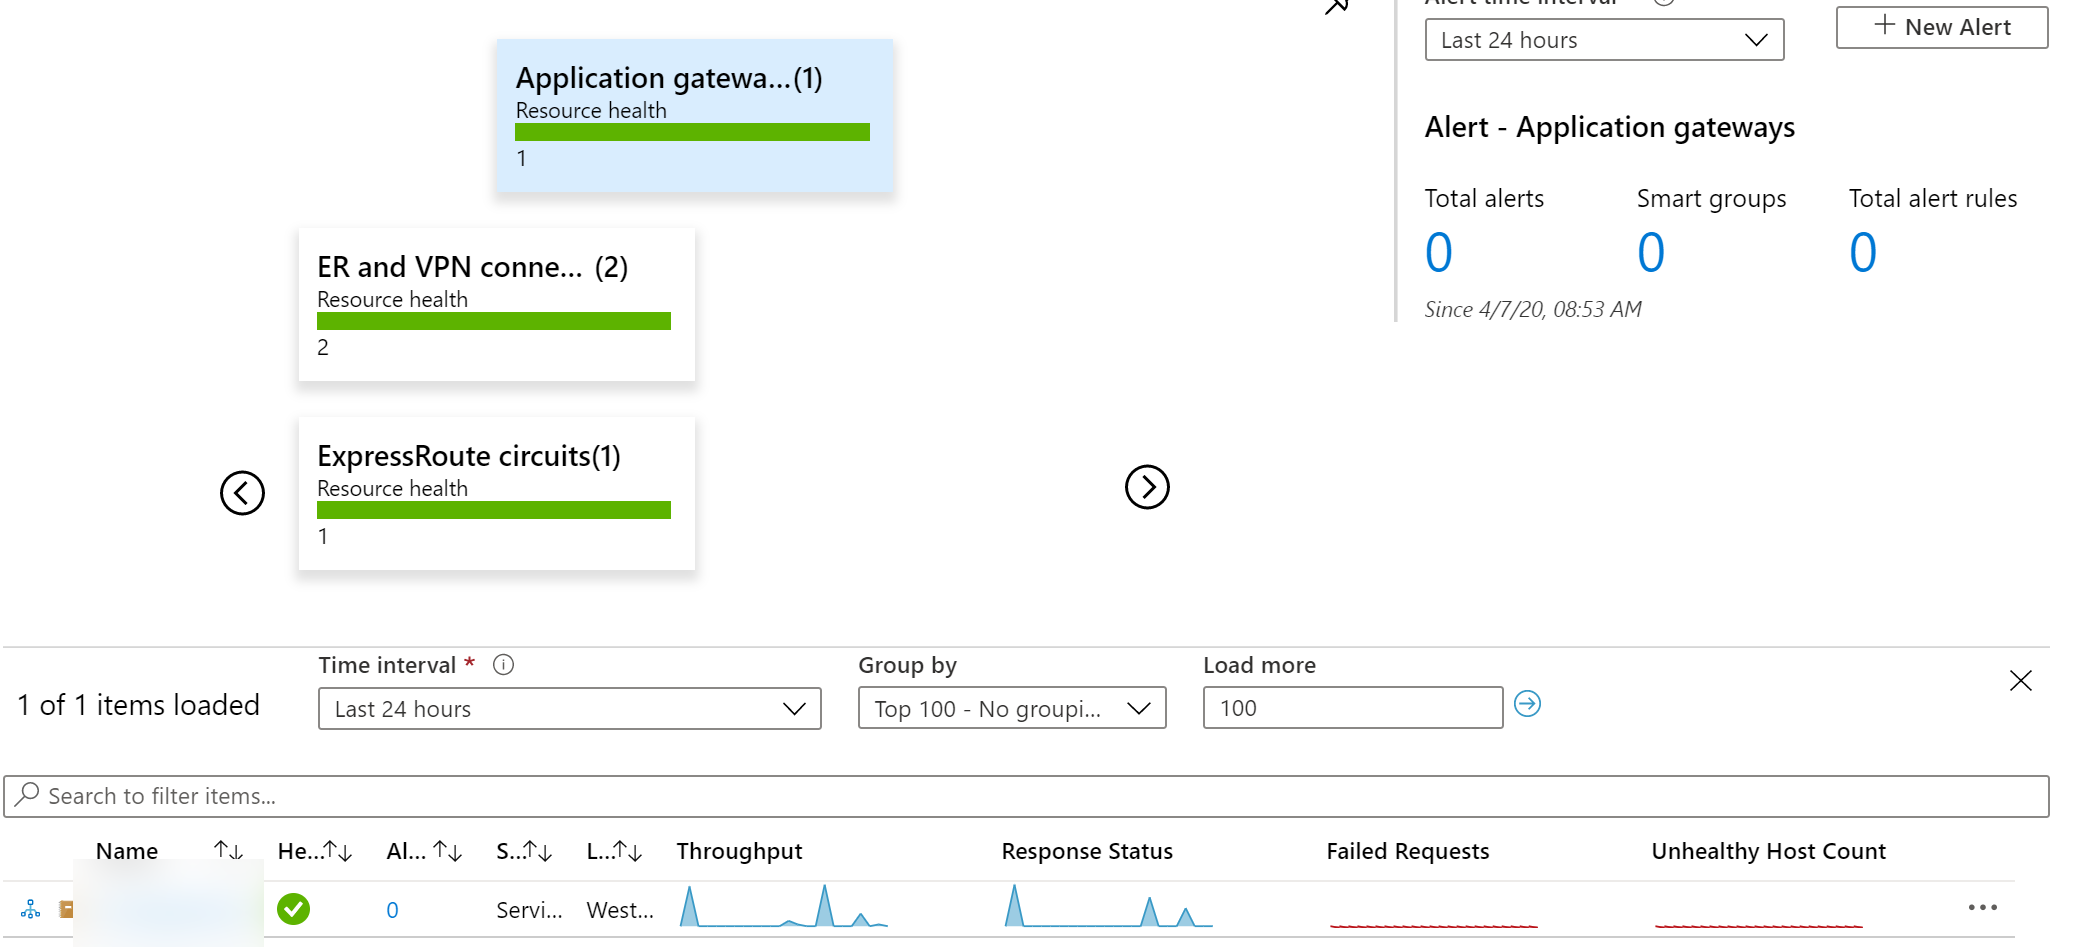 Alert time interval
Last 24 hours
New Alert
Application gatewa...(1)
Resource health
1
ER and VPN conne... (2)
Resource health
2
ExpressRoute circuits(1)
Resource health
1
Alert - Application gateways
Total alerts Smart groups Total alert rules
0 0 0
Since 4/7/20, 08:53 AM
1 of 1 items loaded
Time interval *
Last 24 hours
Group by
Top 100 - No groupi...
Load more
100
Search to filter items...
Name He... Al... S... L... Throughput Response Status Failed Requests Unhealthy Host Count
0 Servi... West...